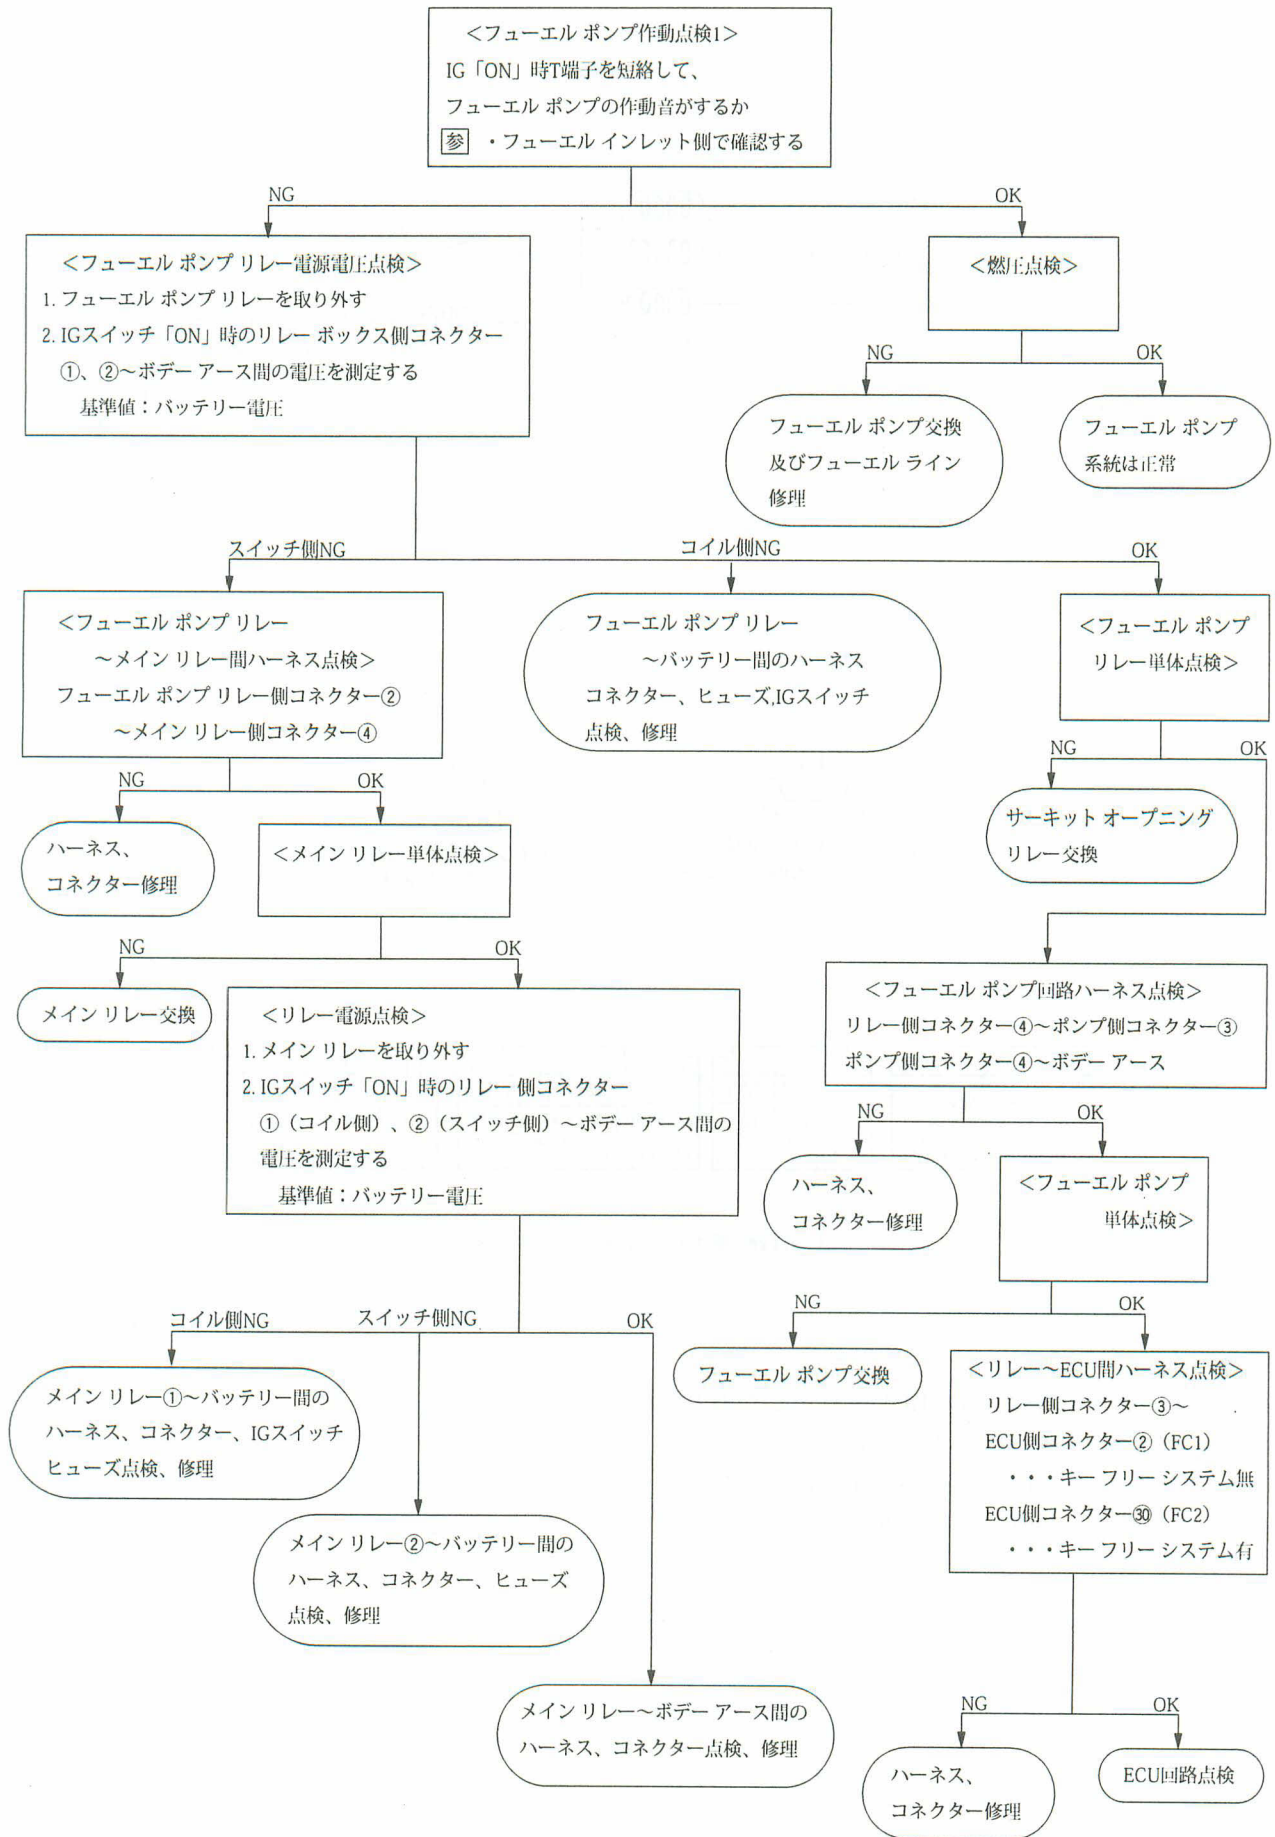 ＜フューエル ポンプ作動点検1＞
IG「ON」時T端子を短絡して、
フューエル ポンプの作動音がするか
参 ・フューエル インレット側で確認する
NG
OK
＜フューエル ポンプ リレー電源電圧点検＞
1. フューエル ポンプ リレーを取り外す
2. IGスイッチ「ON」時のリレー ボックス側コネクター
①、②～ボデー アース間の電圧を測定する
基準値：バッテリー電圧
＜燃圧点検＞
NG
OK
フューエル ポンプ交換
及びフューエル ライン
修理
フューエル ポンプ
系統は正常
スイッチ側NG
コイル側NG
OK
＜フューエル ポンプ リレー
～メイン リレー間ハーネス点検＞
フューエル ポンプ リレー側コネクター②
～メイン リレー側コネクター④
フューエル ポンプ リレー
～バッテリー間のハーネス
コネクター、ヒューズ,IGスイッチ
点検、修理
＜フューエル ポンプ
リレー単体点検＞
NG
OK
NG
OK
ハーネス、
コネクター修理
＜メイン リレー単体点検＞
サーキット オープニング
リレー交換
NG
OK
メイン リレー交換
＜リレー電源点検＞
1. メイン リレーを取り外す
2. IGスイッチ「ON」時のリレー 側コネクター
①（コイル側）、②（スイッチ側）～ボデー アース間の
電圧を測定する
基準値：バッテリー電圧
＜フューエル ポンプ回路ハーネス点検＞
リレー側コネクター④～ポンプ側コネクター③
ポンプ側コネクター④～ボデー アース
NG
OK
ハーネス、
コネクター修理
＜フューエル ポンプ
単体点検＞
NG
OK
コイル側NG
スイッチ側NG
OK
フューエル ポンプ交換
＜リレー～ECU間ハーネス点検＞
リレー側コネクター③～
ECU側コネクター②（FC1）
・・・キー フリー システム無
ECU側コネクター㉚（FC2）
・・・キー フリー システム有
メイン リレー①～バッテリー間の
ハーネス、コネクター、IGスイッチ
ヒューズ点検、修理
メイン リレー②～バッテリー間の
ハーネス、コネクター、ヒューズ
点検、修理
メイン リレー～ボデー アース間の
ハーネス、コネクター点検、修理
NG
OK
ハーネス、
コネクター修理
ECU回路点検